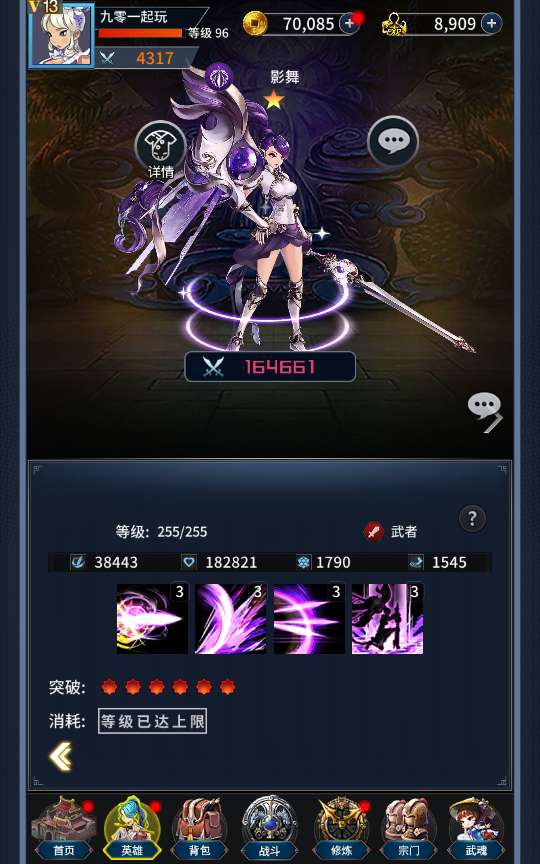 V13
九零一起玩
等级 96
4317
70,085
EXP
8,909
影舞
详情
164661
?
等级: 255/255
武者
38443
182821
1790
1545
3
3
3
3
突破:
消耗: 等级已达上限
首页
英雄
背包
战斗
修炼
宗门
武魂